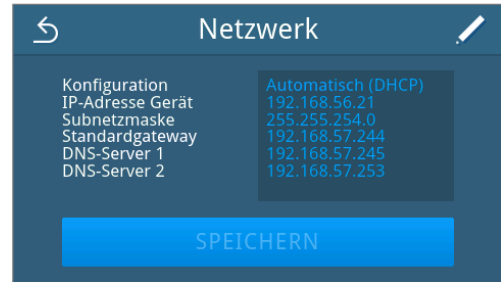 Netzwerk
Konfiguration Automatisch (DHCP)
IP-Adresse Gerät 192.168.56.21
Subnetzmaske 255.255.254.0
Standardgateway 192.168.57.244
DNS-Server 1 192.168.57.245
DNS-Server 2 192.168.57.253
SPEICHERN